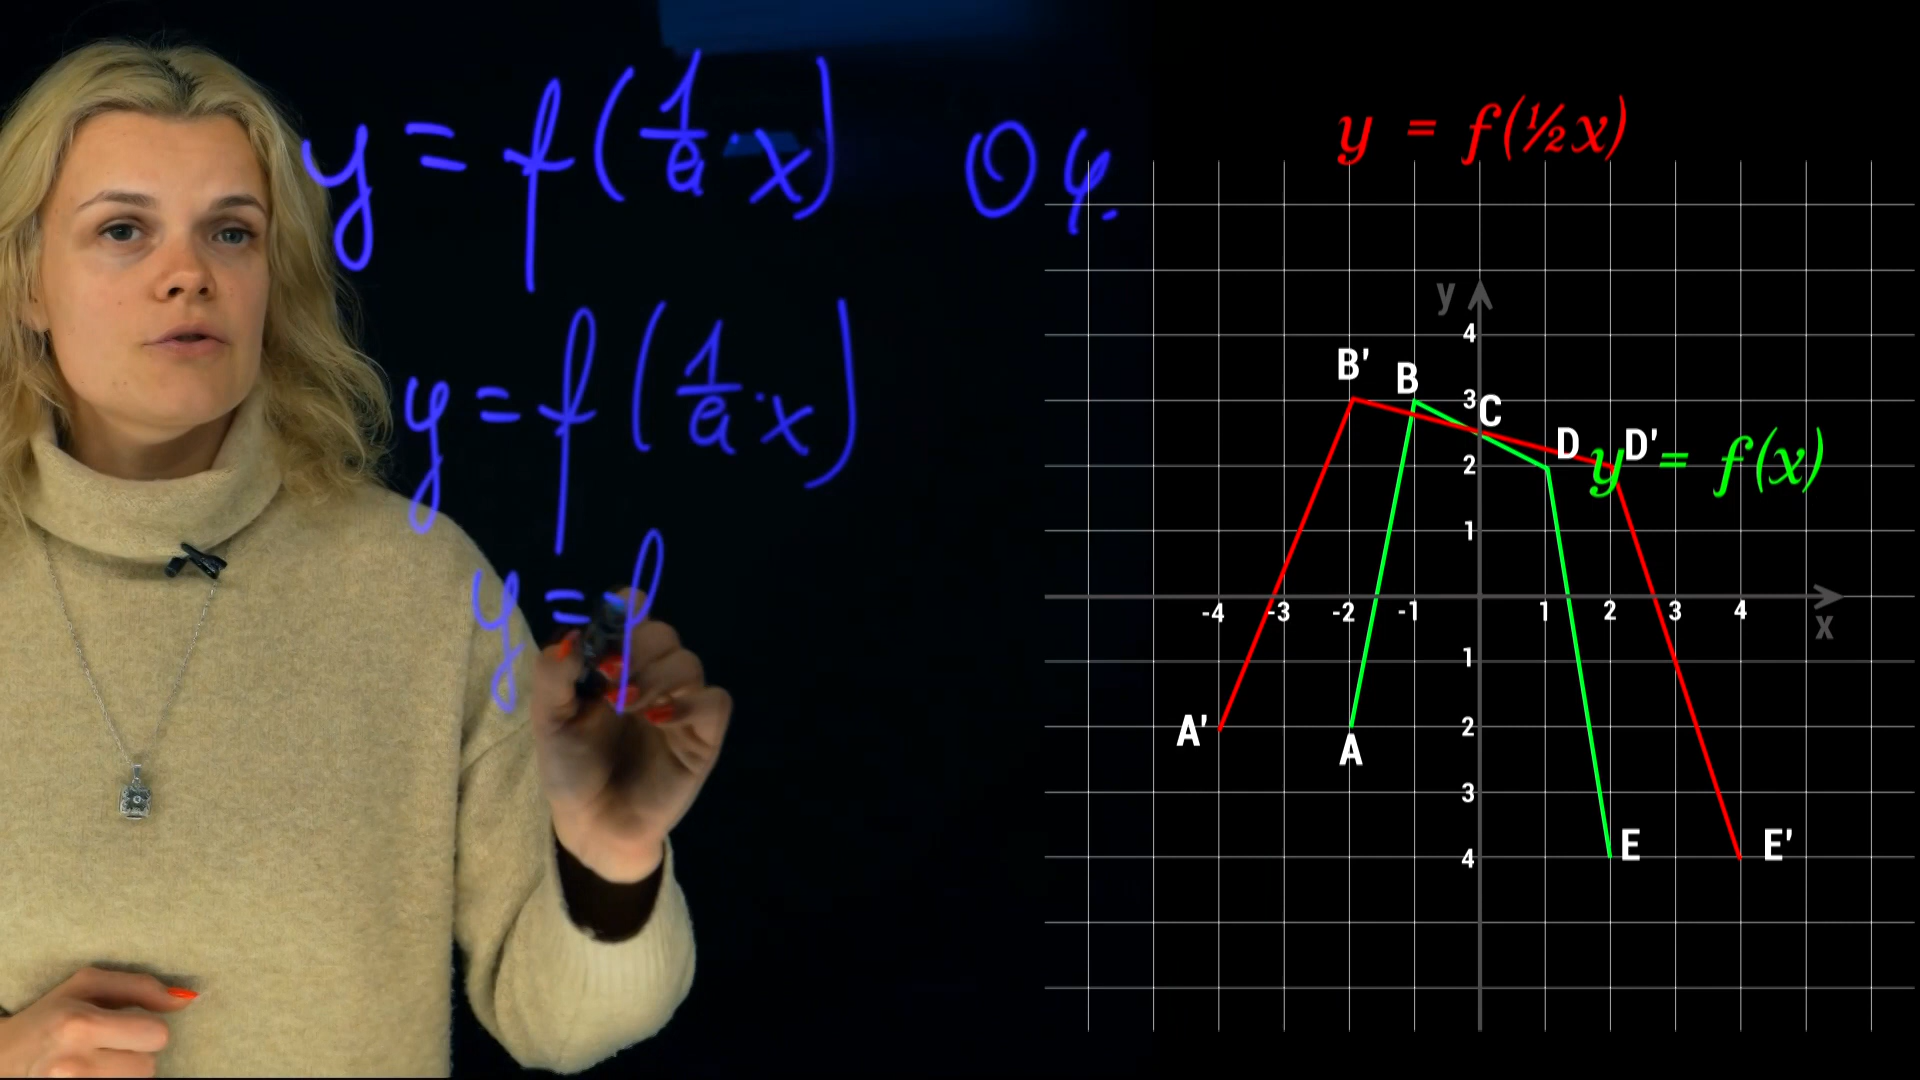 y = f(1/a · x) Oy.
y = f(1/a · x)
y = f
y = f(½x)
y
4
B' B 3 C
D y = f(x) D'
2
1
-4 -3 -2 -1 1 2 3 4
x
1
A' 2
A
3
E E'
4